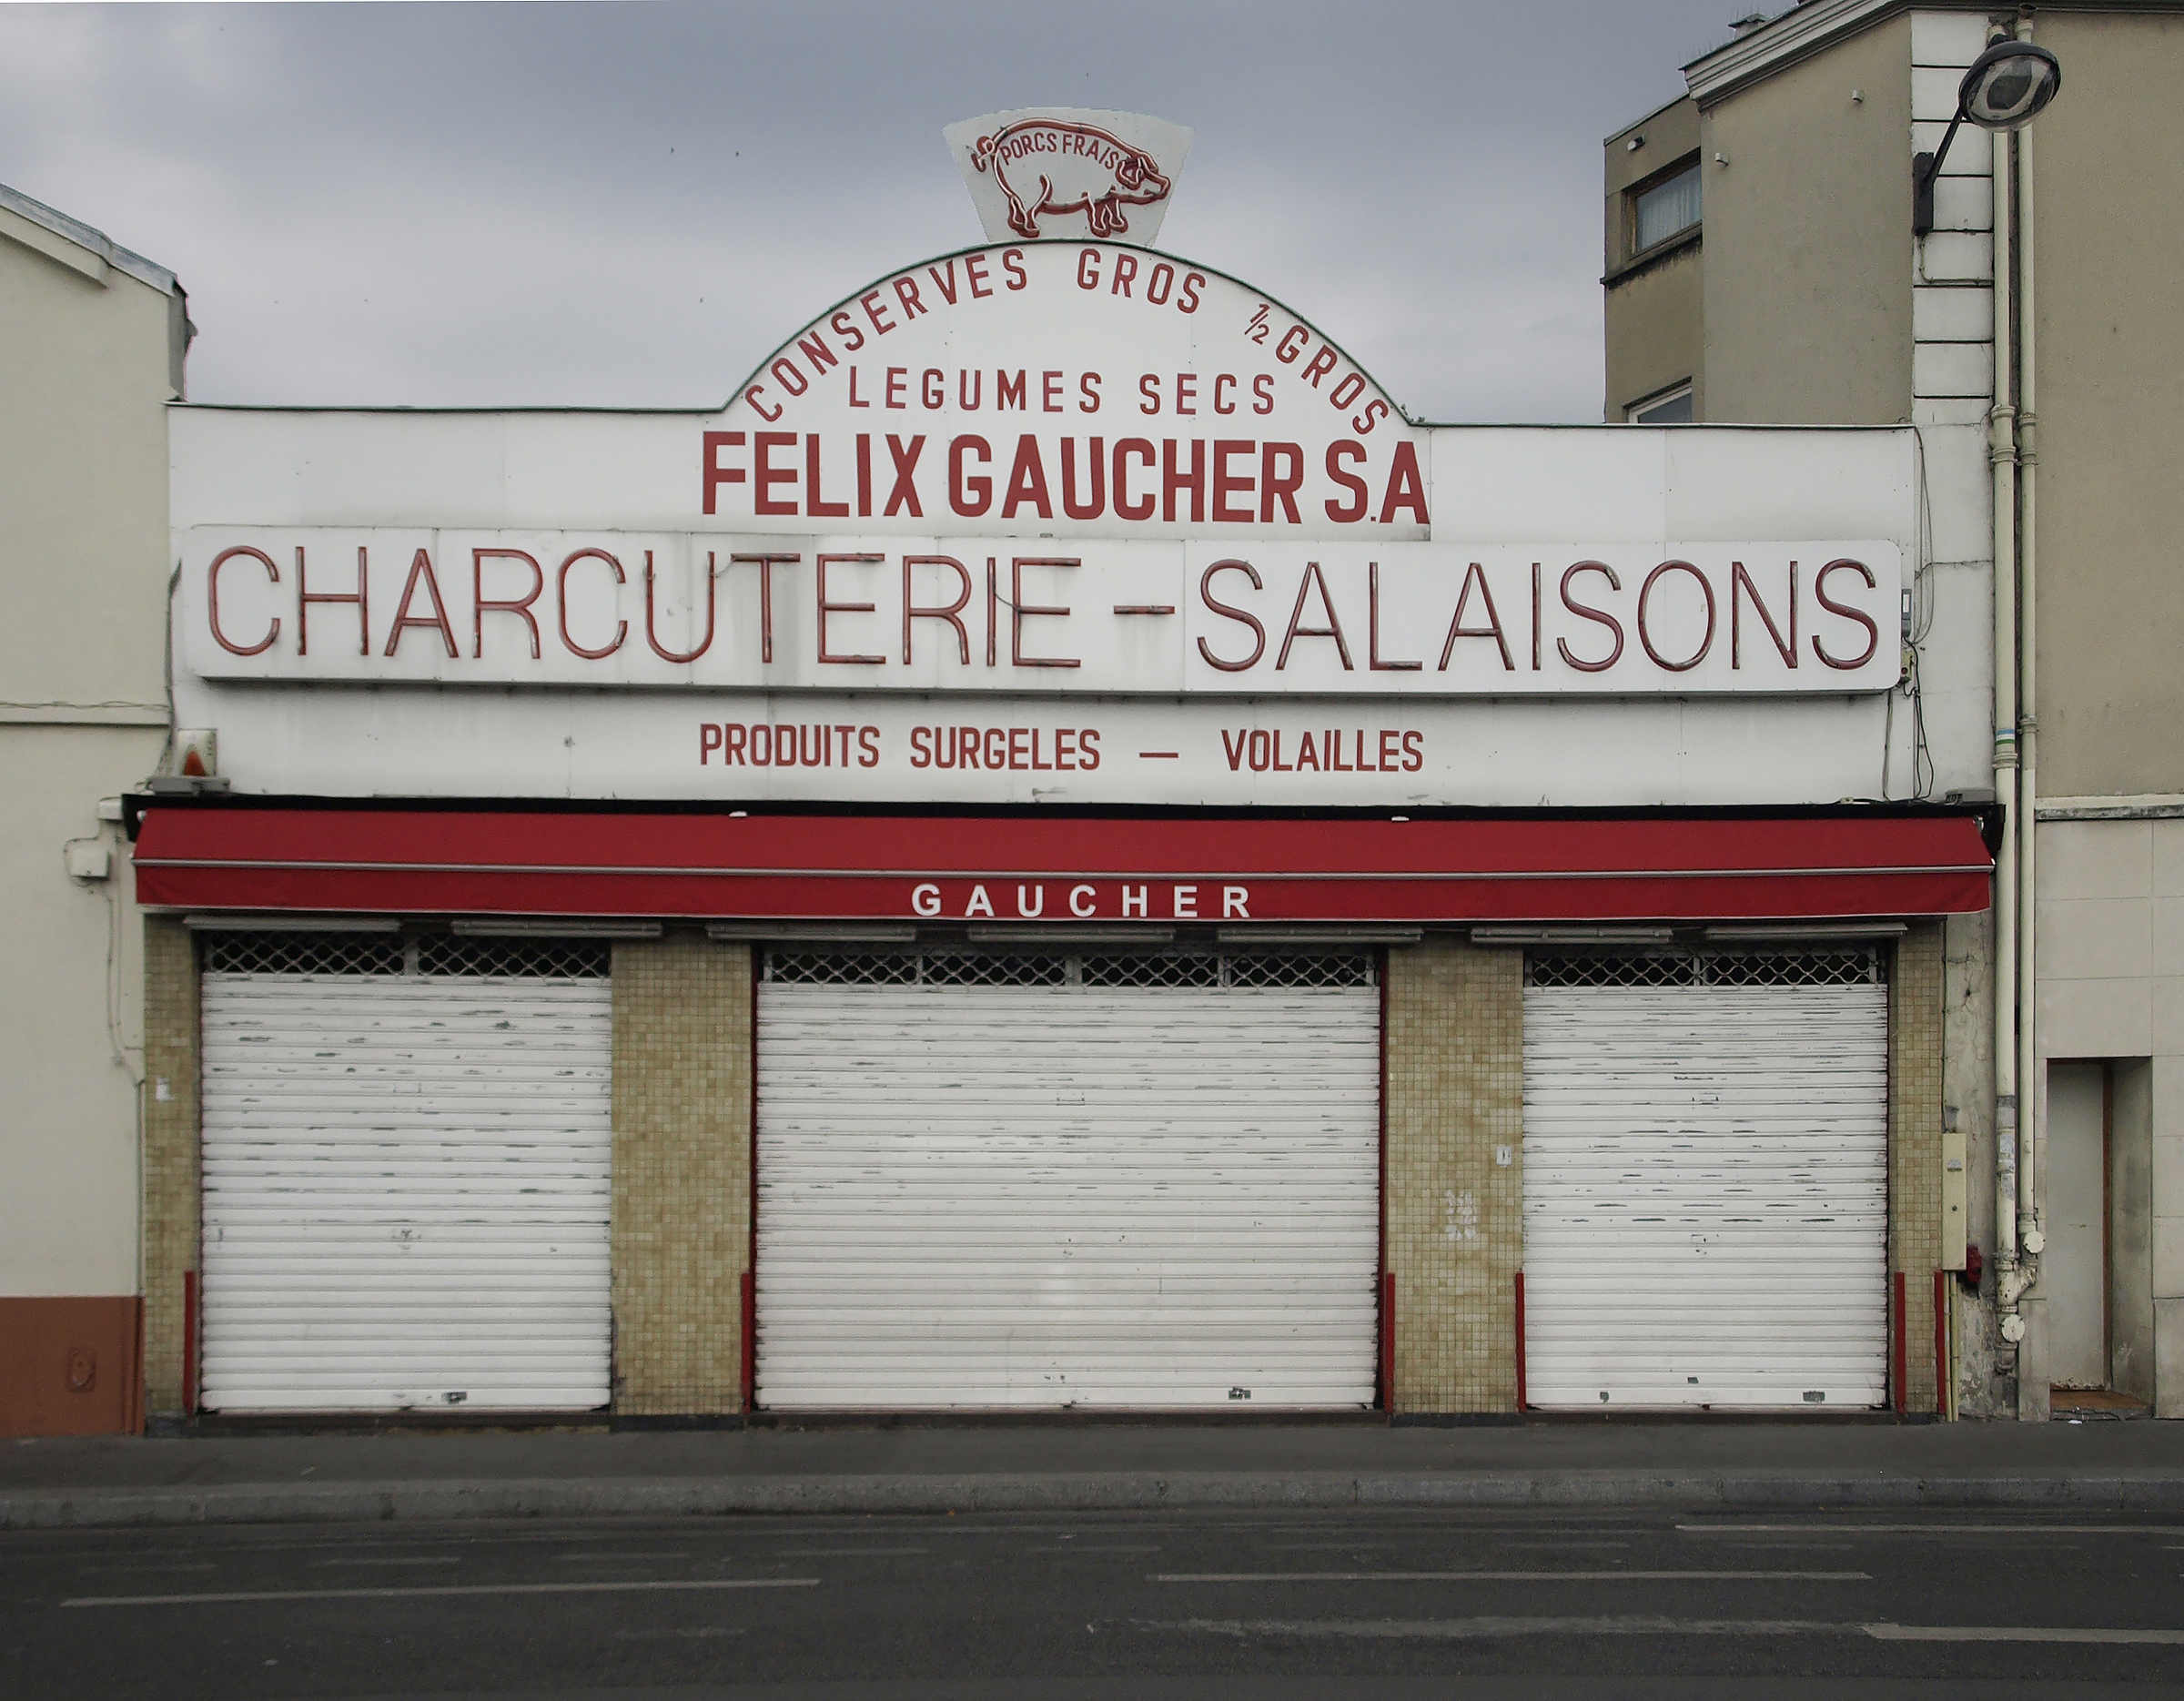 PORCS FRAIS
CONSERVES GROS ½ GROS
LEGUMES SECS
FELIX GAUCHER S.A
CHARCUTERIE - SALAISONS
PRODUITS SURGELES — VOLAILLES
GAUCHER